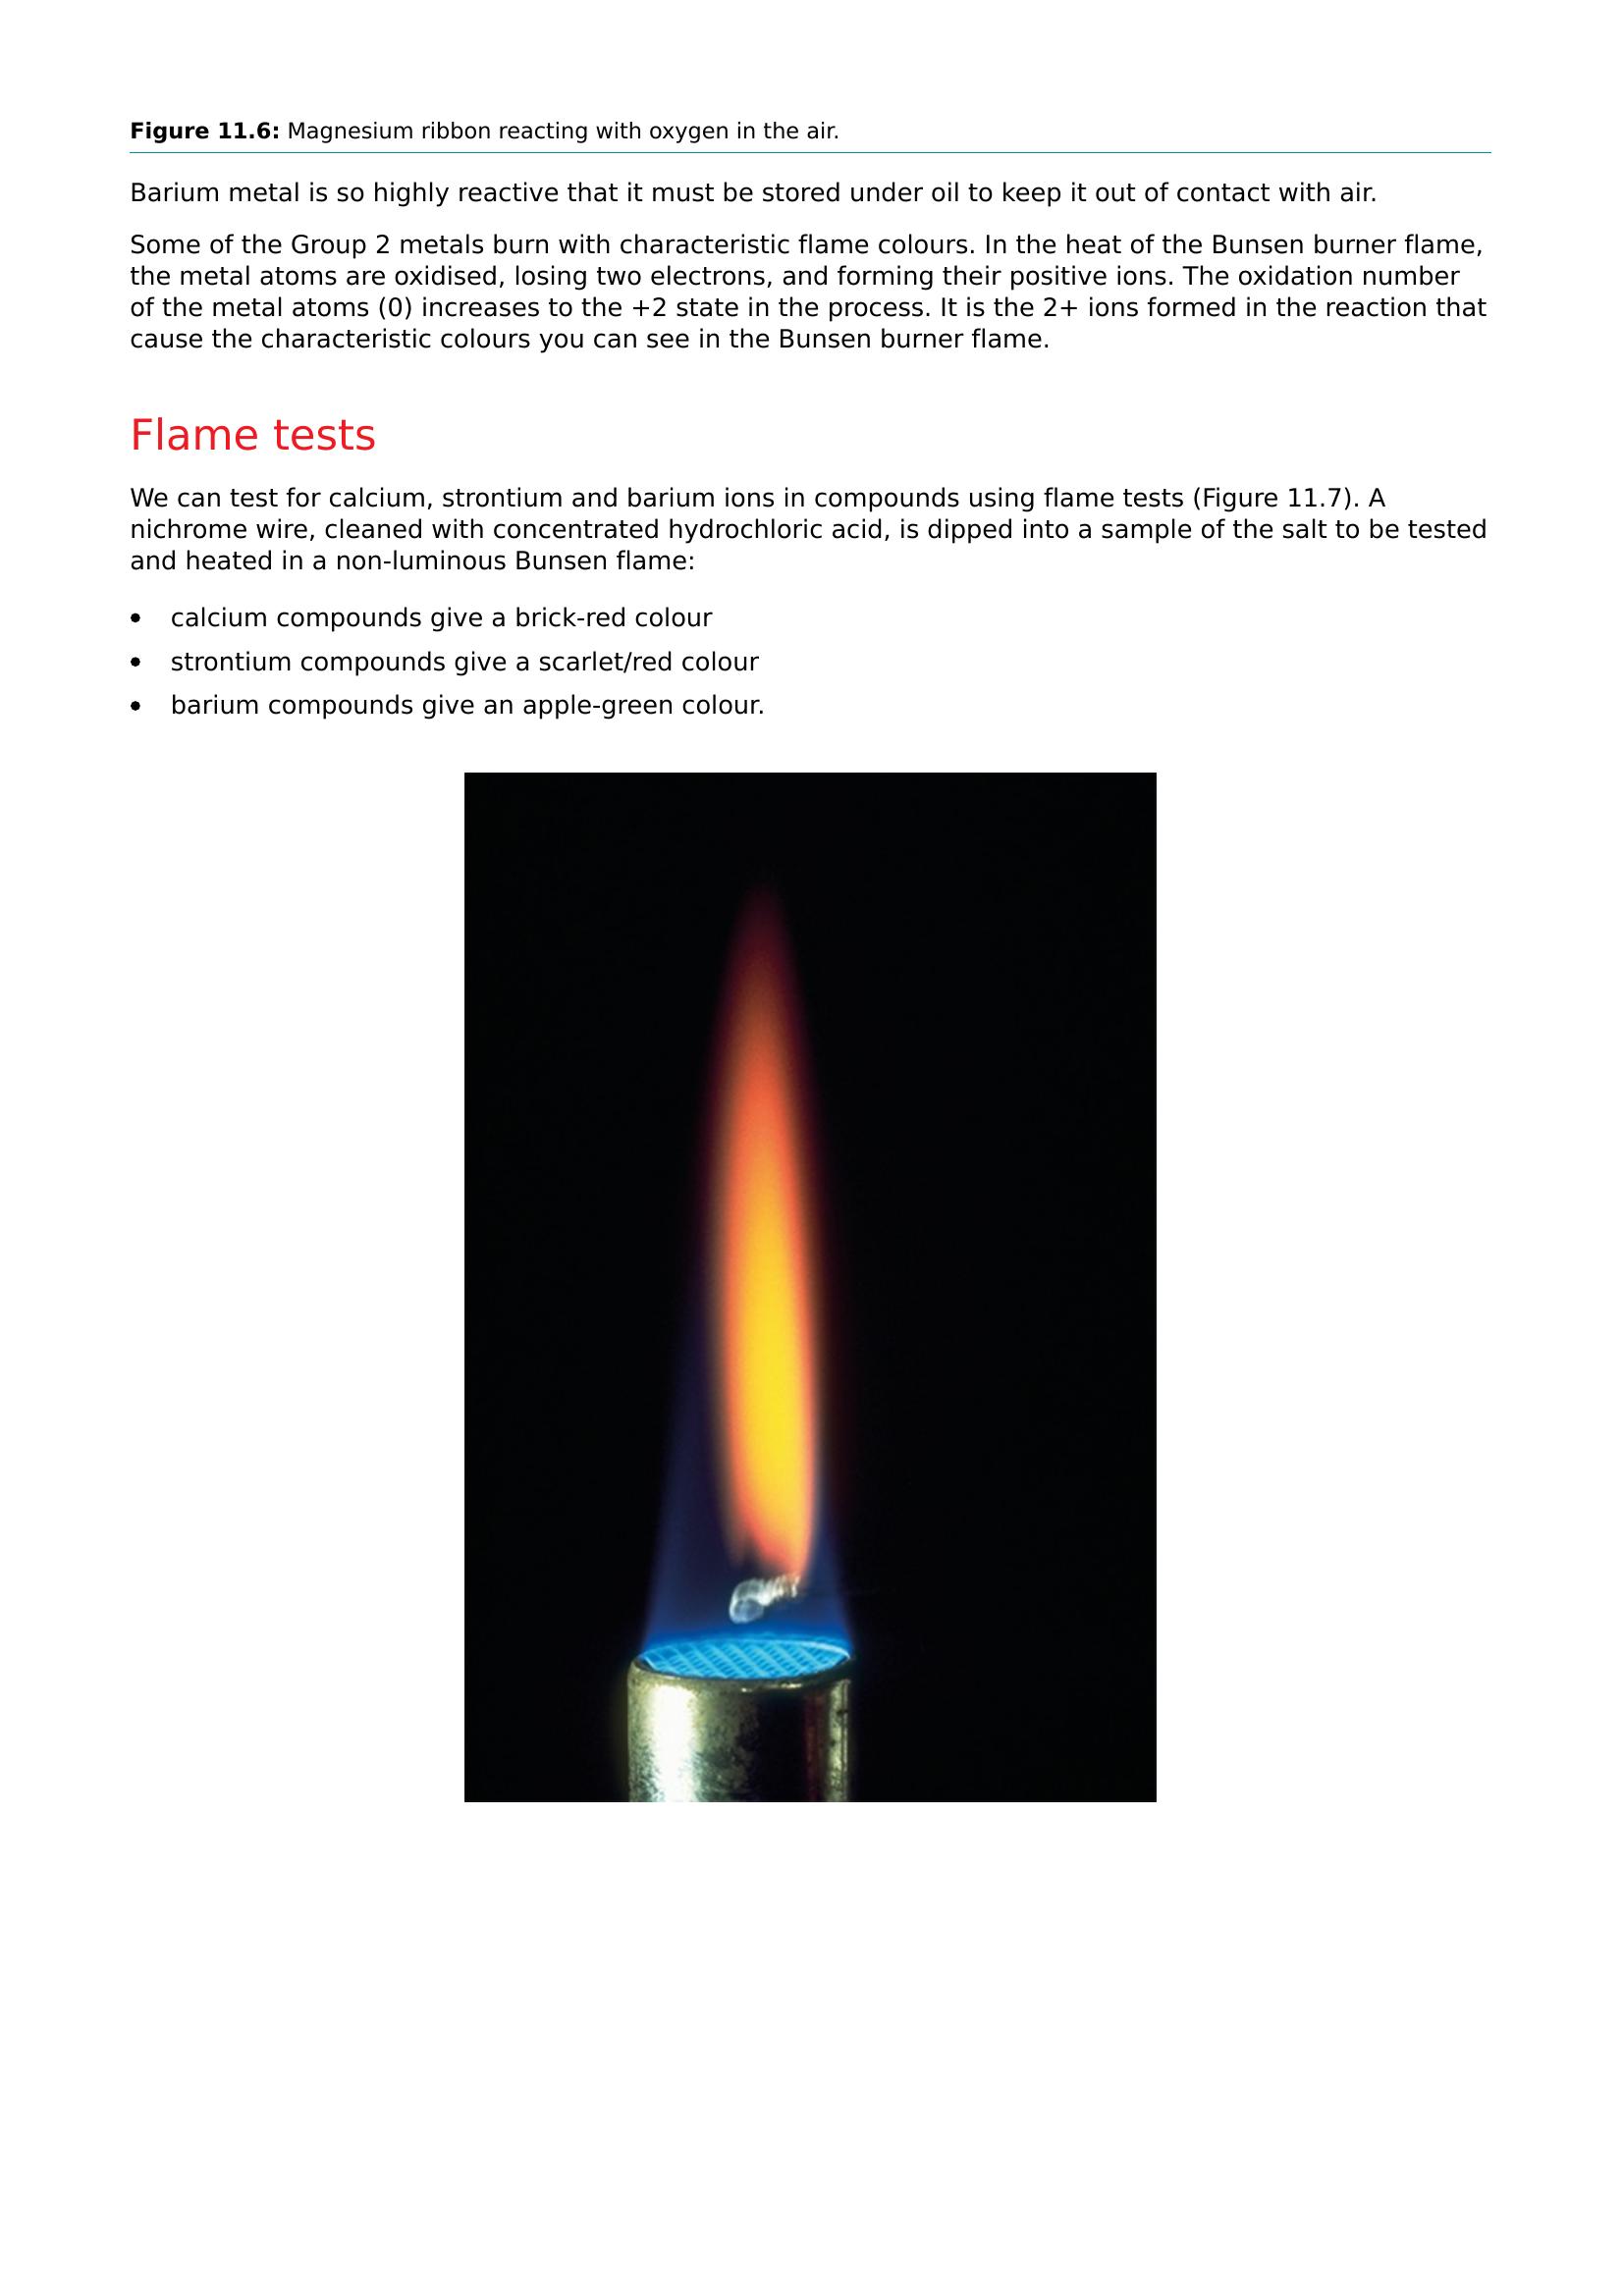 Figure 11.6: Magnesium ribbon reacting with oxygen in the air.
Barium metal is so highly reactive that it must be stored under oil to keep it out of contact with air.
Some of the Group 2 metals burn with characteristic flame colours. In the heat of the Bunsen burner flame,
the metal atoms are oxidised, losing two electrons, and forming their positive ions. The oxidation number
of the metal atoms (0) increases to the +2 state in the process. It is the 2+ ions formed in the reaction that
cause the characteristic colours you can see in the Bunsen burner flame.
Flame tests
We can test for calcium, strontium and barium ions in compounds using flame tests (Figure 11.7). A
nichrome wire, cleaned with concentrated hydrochloric acid, is dipped into a sample of the salt to be tested
and heated in a non-luminous Bunsen flame:
• calcium compounds give a brick-red colour
• strontium compounds give a scarlet/red colour
• barium compounds give an apple-green colour.